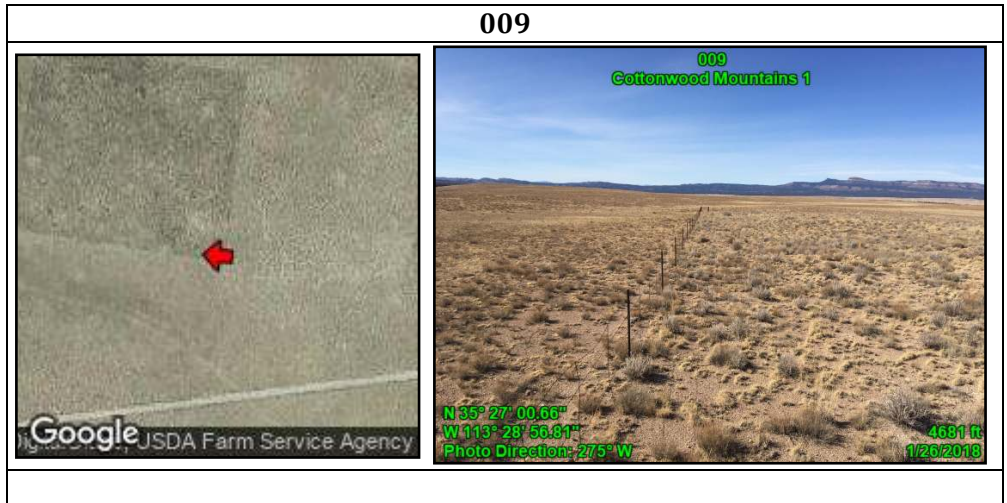 009
009
Cottonwood Mountains 1
N 35° 27' 00.66"
W 113° 28' 56.81"
4681 ft
Photo Direction: 275° W
1/26/2018
Google
USDA Farm Service Agency